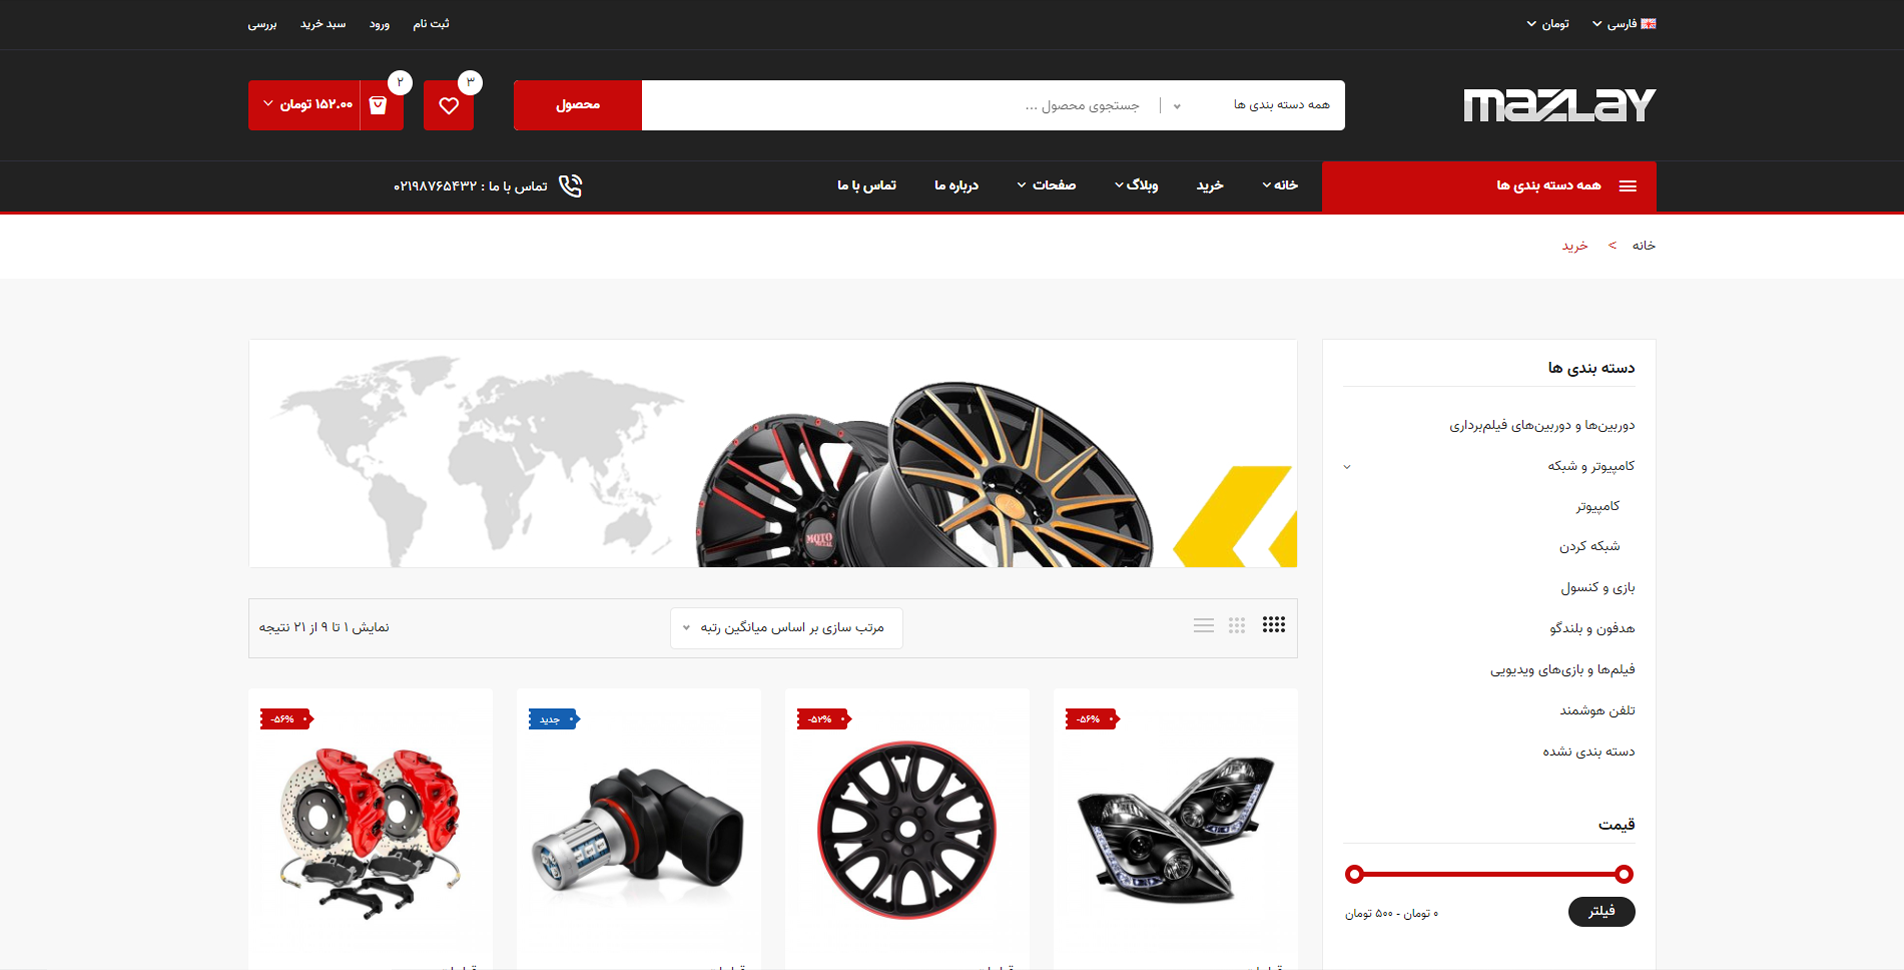 فارسی
تومان
ثبت نام
ورود
سبد خرید
بررسی
MAZLAY
همه دسته بندی ها
جستجوی محصول ...
محصول
۳
۲
۱۵۲.۰۰ تومان
همه دسته بندی ها
خانه
خرید
وبلاگ
صفحات
درباره ما
تماس با ما
تماس با ما : ۰۲۱۹۸۷۶۵۴۳۲
خانه > خرید
دسته بندی ها
دوربین‌ها و دوربین‌های فیلم‌برداری
کامپیوتر و شبکه
کامپیوتر
شبکه کردن
بازی و کنسول
هدفون و بلندگو
فیلم‌ها و بازی‌های ویدیویی
تلفن هوشمند
دسته بندی نشده
قیمت
فیلتر
۰ تومان - ۵۰۰ تومان
MOTO
METAL
مرتب سازی بر اساس میانگین رتبه
نمایش ۱ تا ۹ از ۲۱ نتیجه
-۵۶%
-۵۲%
جدید
-۵۶%